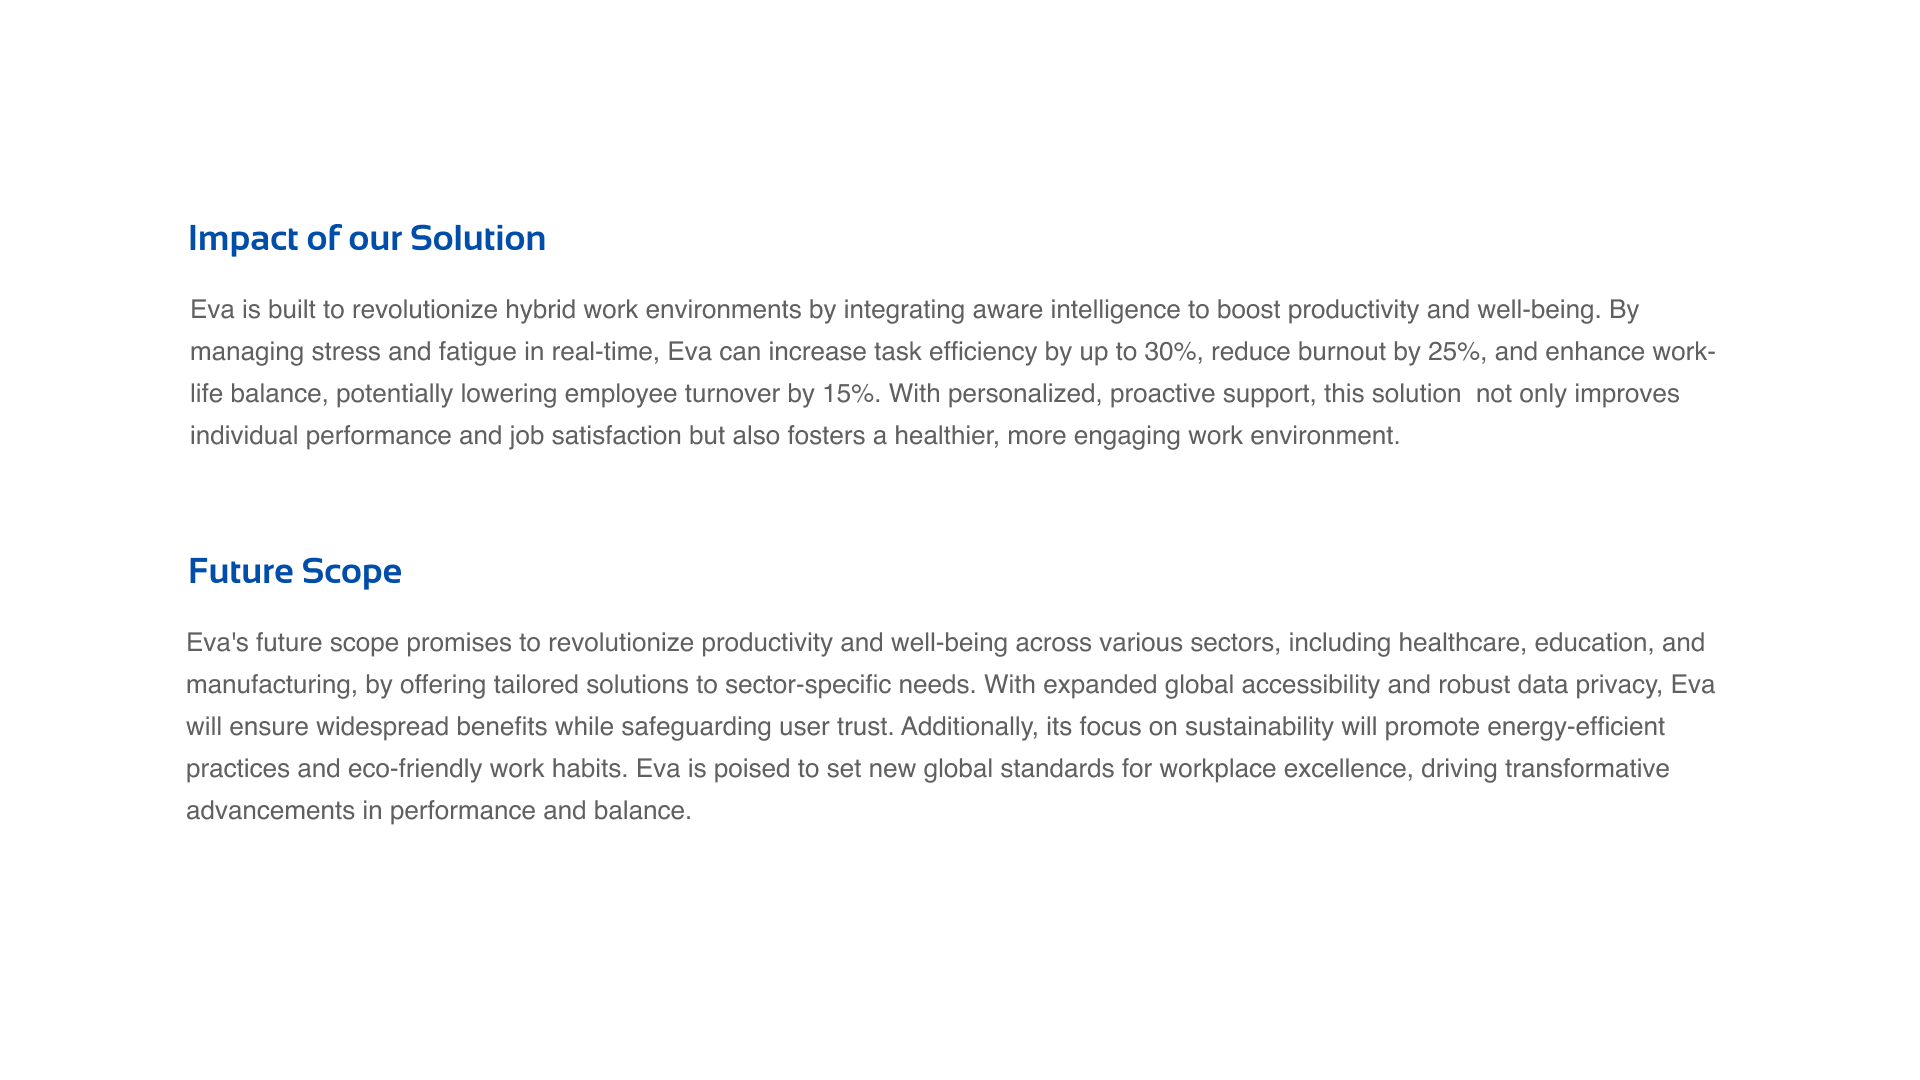 Impact of our Solution
Eva is built to revolutionize hybrid work environments by integrating aware intelligence to boost productivity and well-being. By
managing stress and fatigue in real-time, Eva can increase task efficiency by up to 30%, reduce burnout by 25%, and enhance work-
life balance, potentially lowering employee turnover by 15%. With personalized, proactive support, this solution  not only improves
individual performance and job satisfaction but also fosters a healthier, more engaging work environment.
Future Scope
Eva's future scope promises to revolutionize productivity and well-being across various sectors, including healthcare, education, and
manufacturing, by offering tailored solutions to sector-specific needs. With expanded global accessibility and robust data privacy, Eva
will ensure widespread benefits while safeguarding user trust. Additionally, its focus on sustainability will promote energy-efficient
practices and eco-friendly work habits. Eva is poised to set new global standards for workplace excellence, driving transformative
advancements in performance and balance.